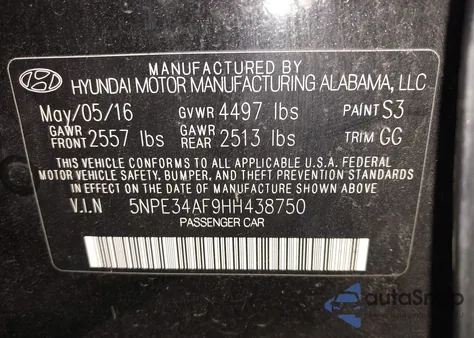 MANUFACTURED BY
HYUNDAI MOTOR MANUFACTURING ALABAMA, LLC
May/05/16 GVWR 4497 lbs PAINT S3
GAWR FRONT 2557 lbs GAWR REAR 2513 lbs TRIM GG
THIS VEHICLE CONFORMS TO ALL APPLICABLE U.S.A. FEDERAL
MOTOR VEHICLE SAFETY, BUMPER, AND THEFT PREVENTION STANDARDS
IN EFFECT ON THE DATE OF MANUFACTURE SHOWN ABOVE
V.I.N 5NPE34AF9HH438750
PASSENGER CAR